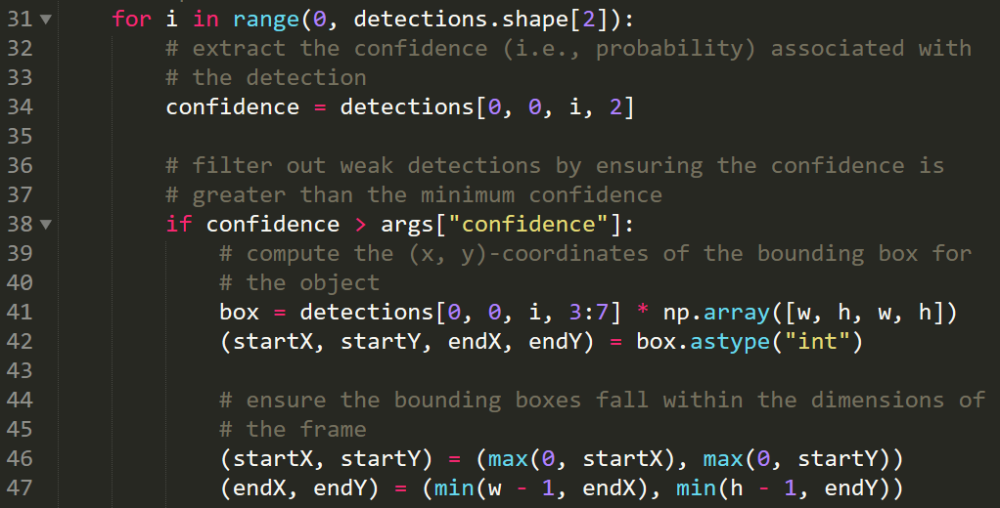 31 for i in range(0, detections.shape[2]):
32 # extract the confidence (i.e., probability) associated with
33 # the detection
34 confidence = detections[0, 0, i, 2]
35
36 # filter out weak detections by ensuring the confidence is
37 # greater than the minimum confidence
38 if confidence > args["confidence"]:
39 # compute the (x, y)-coordinates of the bounding box for
40 # the object
41 box = detections[0, 0, i, 3:7] * np.array([w, h, w, h])
42 (startX, startY, endX, endY) = box.astype("int")
43
44 # ensure the bounding boxes fall within the dimensions of
45 # the frame
46 (startX, startY) = (max(0, startX), max(0, startY))
47 (endX, endY) = (min(w - 1, endX), min(h - 1, endY))